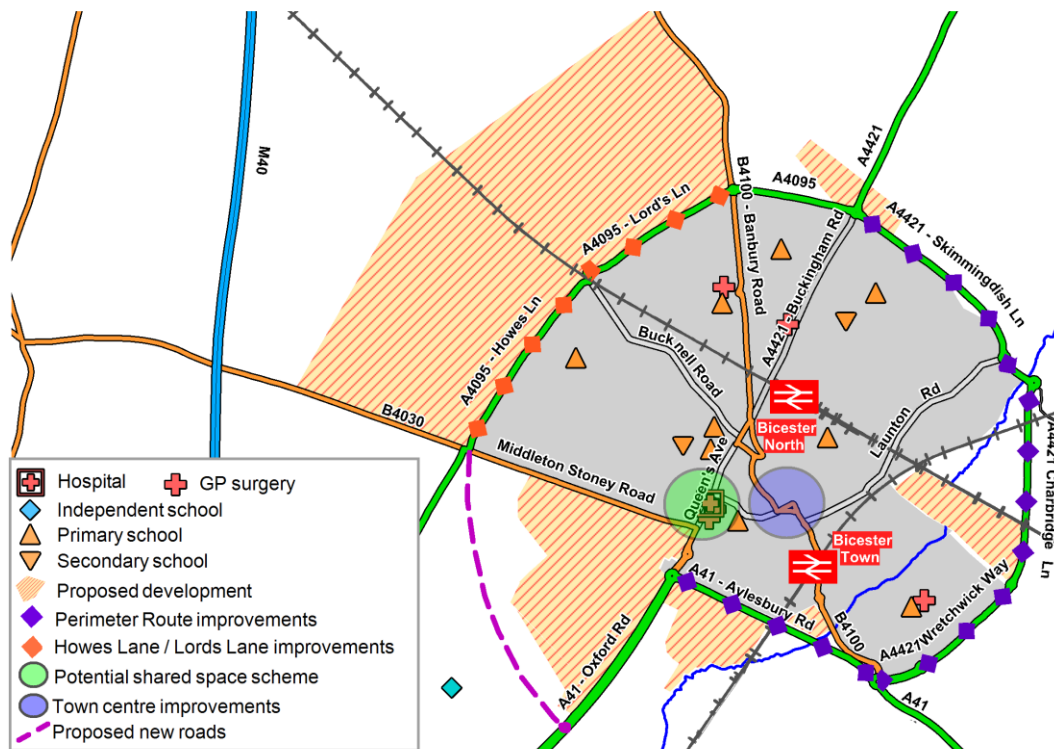 M40
A4421
A4095
A4095 - Lord's Ln
B4100 - Banbury Road
A4421 - Buckingham Rd
A4421 - Skimmingdish Ln
A4095 - Howes Ln
Bucknell Road
Launton Rd
B4030
Middleton Stoney Road
Queen's Ave
Bicester
North
Bicester
Town
A4421 Charbridge Ln
A41 - Aylesbury Rd
B4100
A4421 Wretchwick Way
A41 - Oxford Rd
A41
Hospital GP surgery
Independent school
Primary school
Secondary school
Proposed development
Perimeter Route improvements
Howes Lane / Lords Lane improvements
Potential shared space scheme
Town centre improvements
Proposed new roads